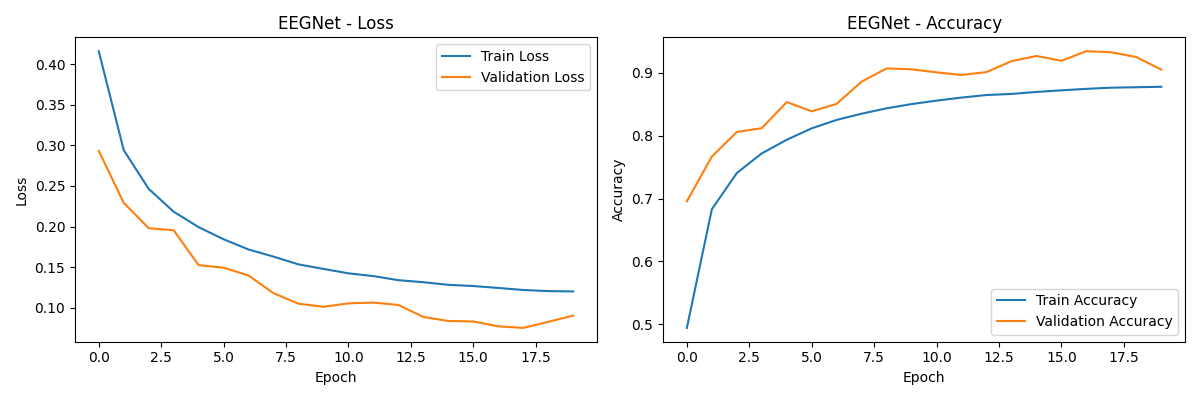 EEGNet - Loss
Train Loss
Validation Loss
0.40
0.35
0.30
0.25
0.20
0.15
0.10
Loss
0.0 2.5 5.0 7.5 10.0 12.5 15.0 17.5
Epoch
EEGNet - Accuracy
0.9
0.8
0.7
0.6
0.5
Accuracy
Train Accuracy
Validation Accuracy
0.0 2.5 5.0 7.5 10.0 12.5 15.0 17.5
Epoch